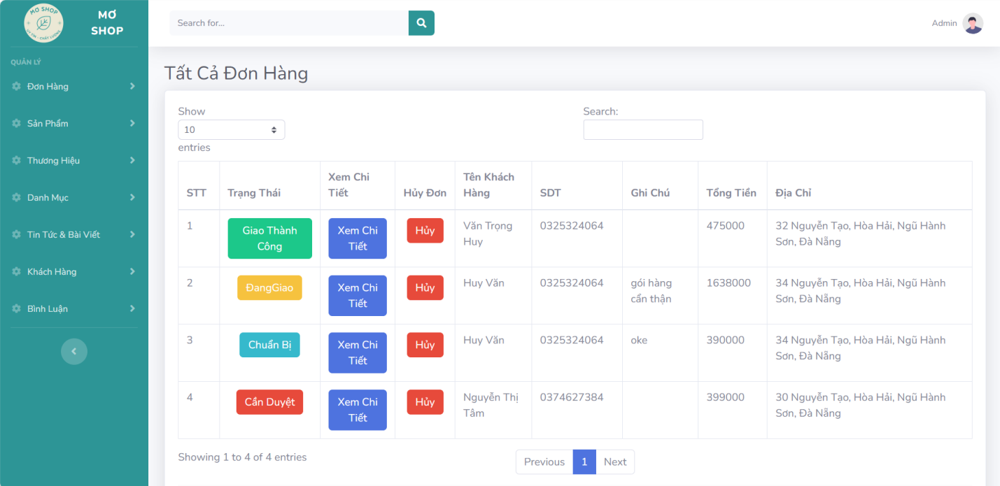 MƠ SHOP
UY TÍN - CHẤT LƯỢNG
MƠ
SHOP
Search for...
Admin
QUẢN LÝ
Đơn Hàng
Sản Phẩm
Thương Hiệu
Danh Mục
Tin Tức & Bài Viết
Khách Hàng
Bình Luận
Tất Cả Đơn Hàng
Show
10
entries
Search:
STT
Trạng Thái
Xem Chi
Tiết
Hủy Đơn
Tên Khách
Hàng
SDT
Ghi Chú
Tổng Tiền
Địa Chỉ
1
Giao Thành
Công
Xem Chi
Tiết
Hủy
Văn Trọng
Huy
0325324064
475000
32 Nguyễn Tạo, Hòa Hải, Ngũ Hành
Sơn, Đà Nẵng
2
ĐangGiao
Xem Chi
Tiết
Hủy
Huy Văn
0325324064
gói hàng
cẩn thận
1638000
34 Nguyễn Tạo, Hòa Hải, Ngũ Hành
Sơn, Đà Nẵng
3
Chuẩn Bị
Xem Chi
Tiết
Hủy
Huy Văn
0325324064
oke
390000
34 Nguyễn Tạo, Hòa Hải, Ngũ Hành
Sơn, Đà Nẵng
4
Cần Duyệt
Xem Chi
Tiết
Hủy
Nguyễn Thị
Tâm
0374627384
399000
30 Nguyễn Tạo, Hòa Hải, Ngũ Hành
Sơn, Đà Nẵng
Showing 1 to 4 of 4 entries
Previous
1
Next